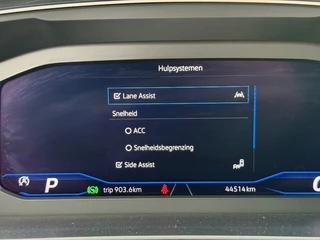 Hulpsystemen
Lane Assist
Snelheid
ACC
Snelheidsbegrenzing
Side Assist
P
trip 903.6km
44514km